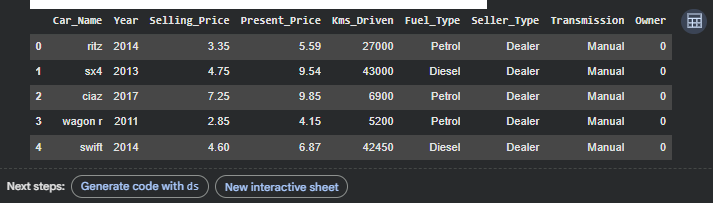 Car_Name Year Selling_Price Present_Price Kms_Driven Fuel_Type Seller_Type Transmission Owner
0 ritz 2014 3.35 5.59 27000 Petrol Dealer Manual 0
1 sx4 2013 4.75 9.54 43000 Diesel Dealer Manual 0
2 ciaz 2017 7.25 9.85 6900 Petrol Dealer Manual 0
3 wagon r 2011 2.85 4.15 5200 Petrol Dealer Manual 0
4 swift 2014 4.60 6.87 42450 Diesel Dealer Manual 0
Next steps: Generate code with ds New interactive sheet